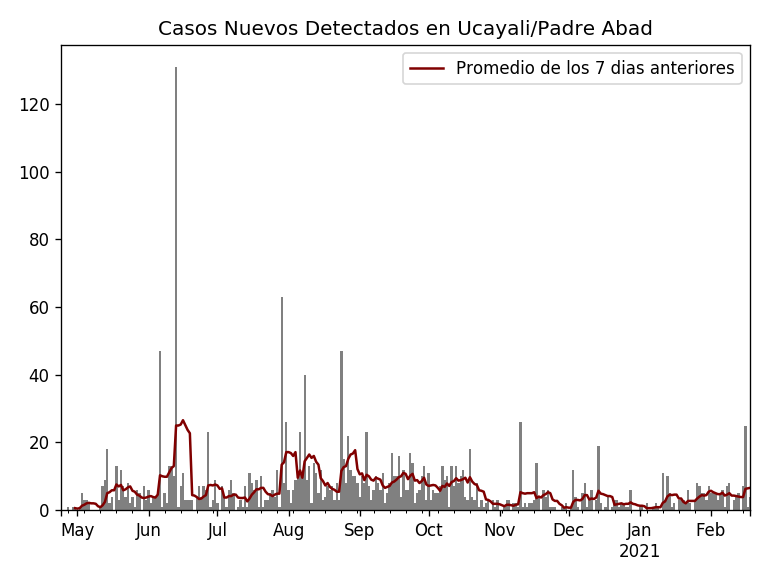 Casos Nuevos Detectados en Ucayali/Padre Abad
Promedio de los 7 dias anteriores
120
100
80
60
40
20
0
May Jun Jul Aug Sep Oct Nov Dec Jan Feb
2021